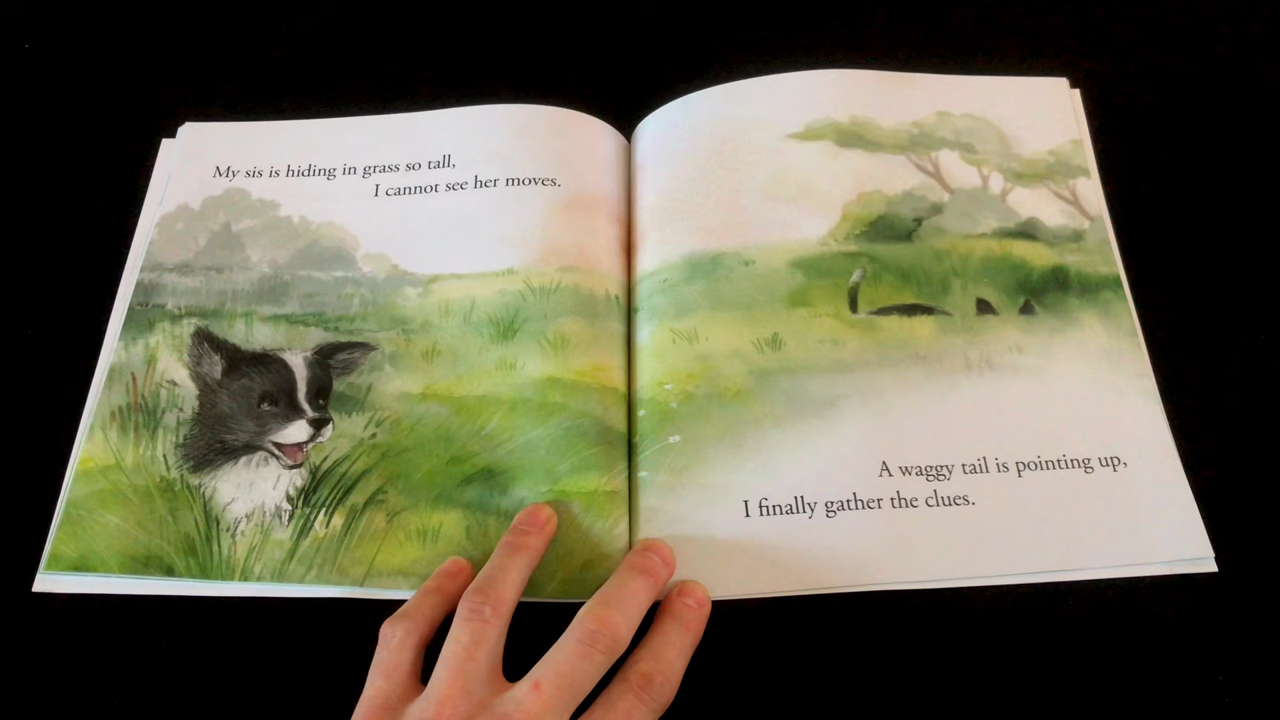 My sis is hiding in grass so tall,
I cannot see her moves.
A waggy tail is pointing up,
I finally gather the clues.